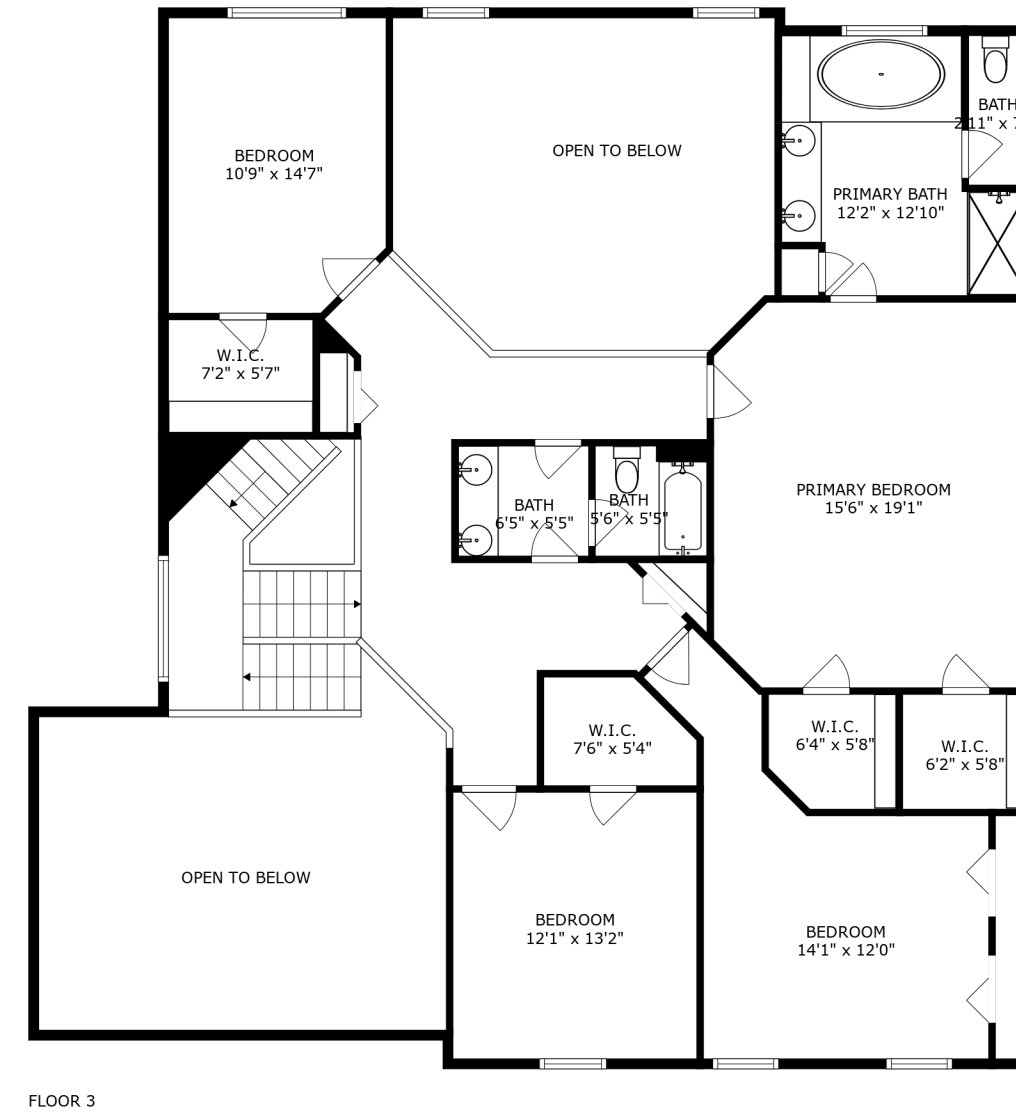 BEDROOM
10'9" x 14'7"
OPEN TO BELOW
BATH
2'11" x
PRIMARY BATH
12'2" x 12'10"
W.I.C.
7'2" x 5'7"
PRIMARY BEDROOM
15'6" x 19'1"
BATH
6'5" x 5'5"
BATH
5'6" x 5'5"
W.I.C.
7'6" x 5'4"
W.I.C.
6'4" x 5'8"
W.I.C.
6'2" x 5'8"
OPEN TO BELOW
BEDROOM
12'1" x 13'2"
BEDROOM
14'1" x 12'0"
FLOOR 3